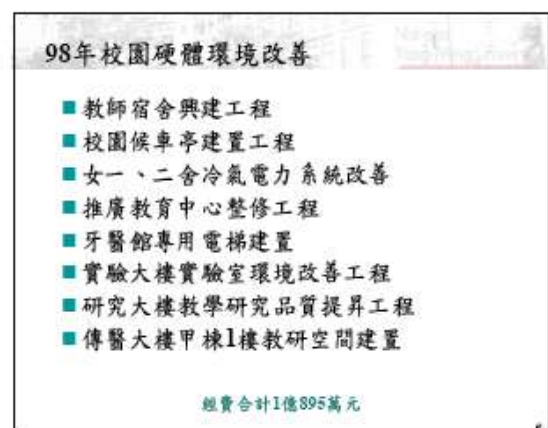 98年校園硬體環境改善
教師宿舍興建工程
校園候車亭建置工程
女一、二舍冷氣電力系統改善
推廣教育中心整修工程
牙醫館專用電梯建置
實驗大樓實驗室環境改善工程
研究大樓教學研究品質提昇工程
傳醫大樓甲棟1樓教研空間建置
經費合計1億895萬元